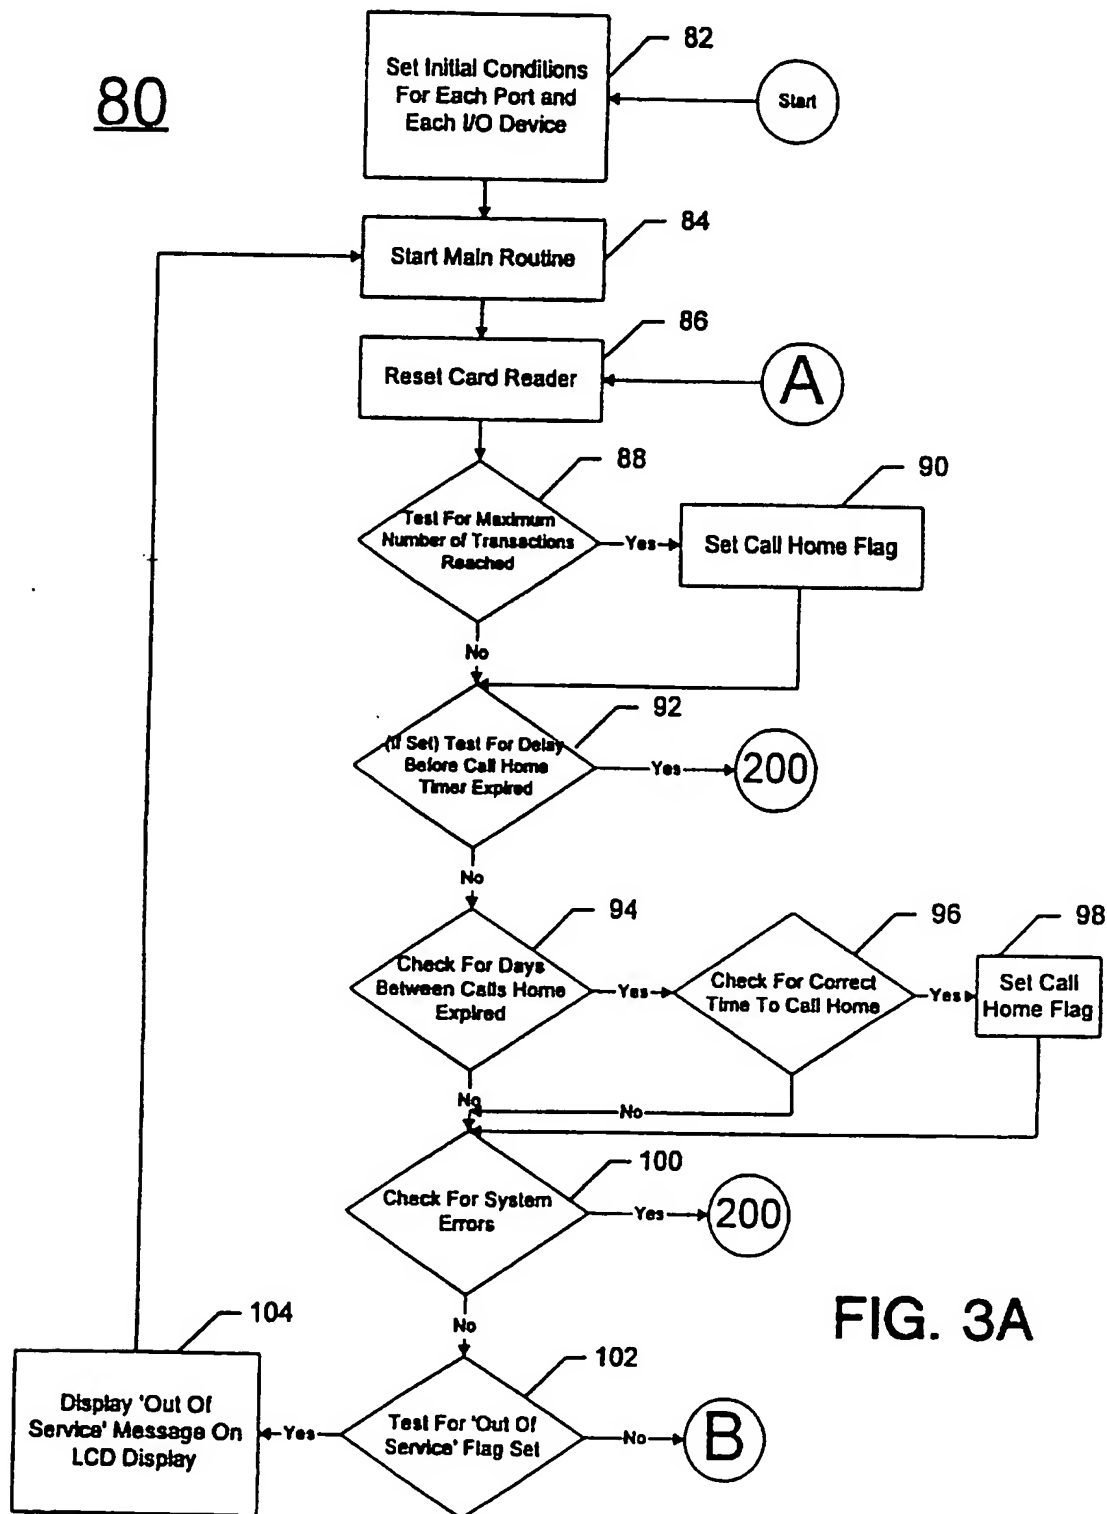 80
Set Initial Conditions
For Each Port and
Each I/O Device
82
Start
Start Main Routine
84
Reset Card Reader
86
A
Test For Maximum
Number of Transactions
Reached
88
Yes
Set Call Home Flag
90
No
(If Set) Test For Delay
Before Call Home
Timer Expired
92
Yes
200
No
Check For Days
Between Calls Home
Expired
94
Yes
Check For Correct
Time To Call Home
96
Yes
Set Call
Home Flag
98
No
No
Check For System
Errors
100
Yes
200
No
FIG. 3A
Test For 'Out Of
Service' Flag Set
102
Yes
Display 'Out Of
Service' Message On
LCD Display
104
No
B